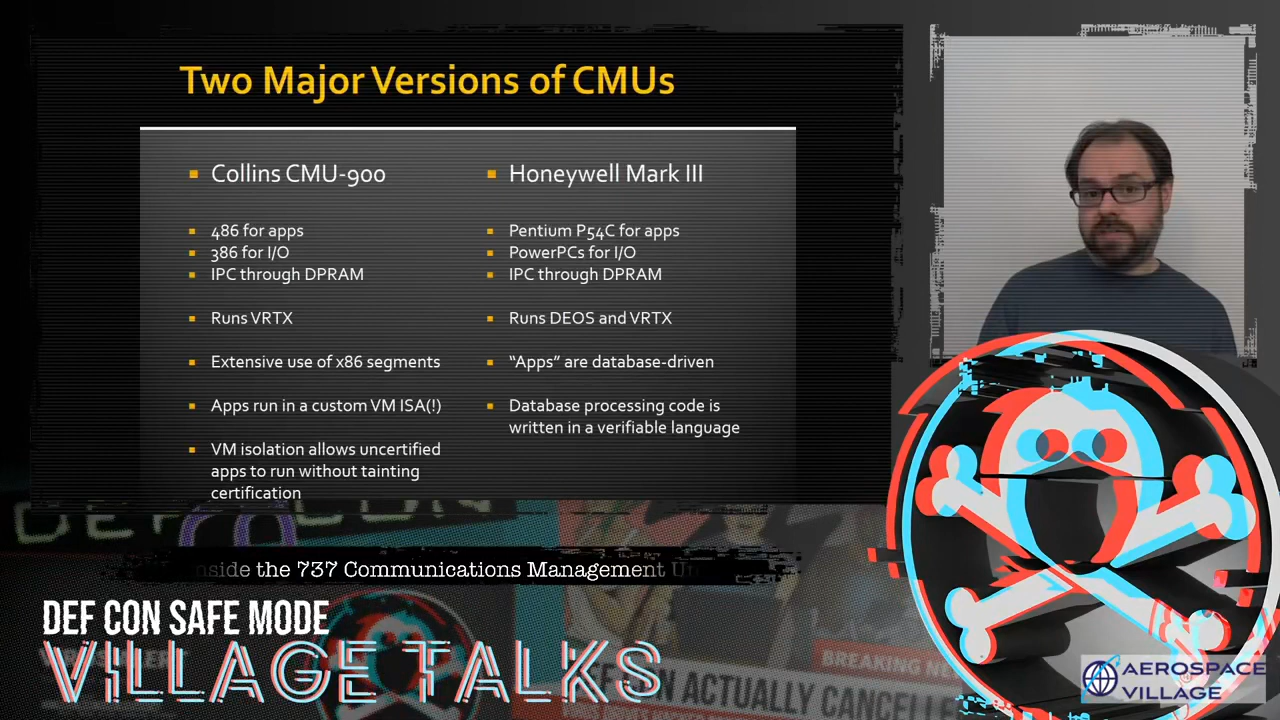 Two Major Versions of CMUs
Collins CMU-900
486 for apps
386 for I/O
IPC through DPRAM
Runs VRTX
Extensive use of x86 segments
Apps run in a custom VM ISA(!)
VM isolation allows uncertified
apps to run without tainting
certification
Honeywell Mark III
Pentium P54C for apps
PowerPCs for I/O
IPC through DPRAM
Runs DEOS and VRTX
“Apps” are database-driven
Database processing code is
written in a verifiable language
DEF CON
nside the 737 Communications Management Un
DEF CON SAFE MODE
VILLAGE TALKS
BREAKING NE
CON ACTUALLY CANCELLE
AEROSPACE
VILLAGE